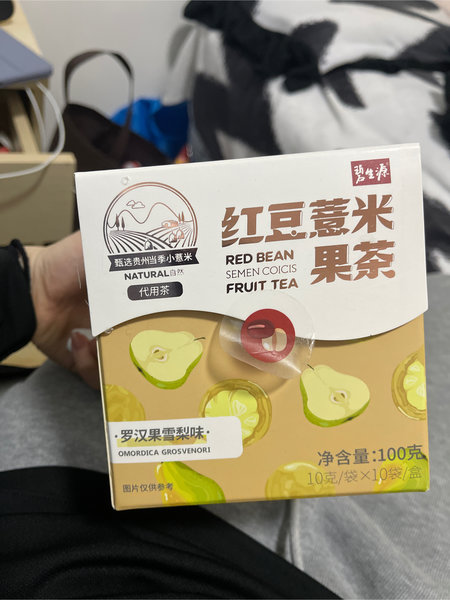 碧生源
红豆薏米
果茶
RED BEAN
SEMEN COICIS
FRUIT TEA
甄选贵州当季小薏米
NATURAL自然
代用茶
·罗汉果雪梨味·
OMORDICA GROSVENORI
图片仅供参考
净含量:100克
10克/袋×10袋/盒